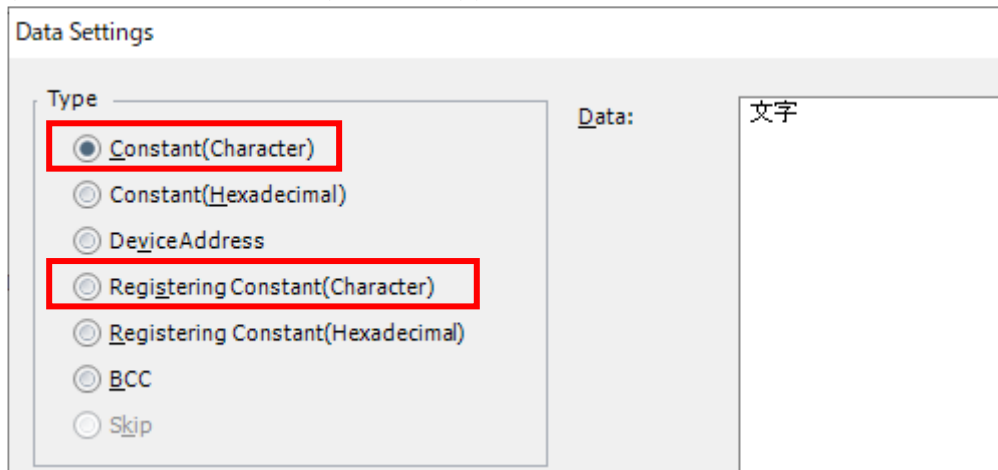 Data Settings
Type
Constant(Character)
Constant(Hexadecimal)
DeviceAddress
Registering Constant(Character)
Registering Constant(Hexadecimal)
BCC
Skip
Data:
文字